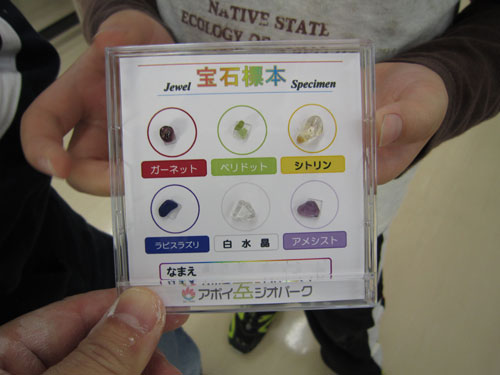 NATIVE STATE
Jewel 宝石標本 Specimen
ガーネット ペリドット シトリン
ラピスラズリ 白水晶 アメシスト
なまえ
アポイ岳ジオパーク